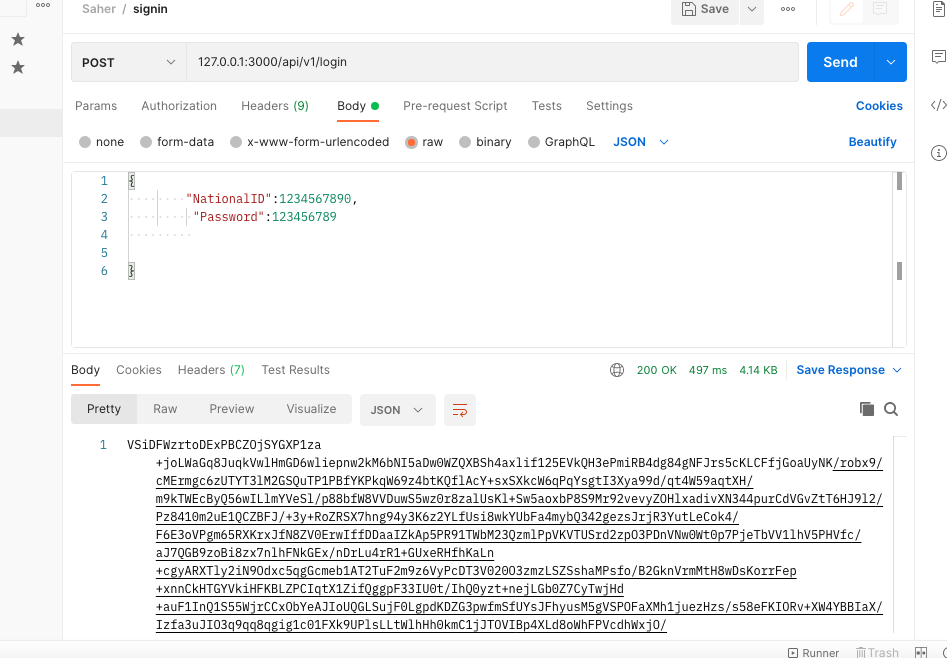 Saher / signin
Save
POST
127.0.0.1:3000/api/v1/login
Send
Params Authorization Headers (9) Body Pre-request Script Tests Settings Cookies
none form-data x-www-form-urlencoded raw binary GraphQL JSON Beautify
1 {
2 "NationalID":1234567890,
3 "Password":123456789
4
5
6 }
Body Cookies Headers (7) Test Results 200 OK 497 ms 4.14 KB Save Response
Pretty Raw Preview Visualize JSON
1 VSiDFWzrtoDExPBCZOjSYGXP1za
+joLWaGq8JuqkVwlHmGD6wliepnw2kM6bNI5aDw0WZQXBSh4axlif125EVkQH3ePmiRB4dg84gNFJrs5cKLCFfjGoaUyNK/robx9/
cMErmgc6zUTYT3lM2GSQuTP1PBfYKPkqW69z4btKQflAcY+sxSXkcW6qPqYsgtI3Xya99d/qt4W59aqtXH/
m9kTWEcByQ56wILlmYVeSl/p88bfW8VVDuwS5wz0r8zalUsKl+Sw5aoxbP8S9Mr92vevyZOHlxadivXN344purCdVGvZtT6HJ9l2/
Pz8410m2uE1QCZBFJ/+3y+RoZRSX7hng94y3K6z2YLfUsi8wkYUbFa4mybQ342gezsJrjR3YutLeCok4/
F6E3oVPgm65RXKrxJfN8ZV0ErwIffDDaaIZkAp5PR91TWbM23QzmlPpVKVTUSrd2zpO3PDnVNw0Wt0p7PjeTbVV1lhV5PHVfc/
aJ7QGB9zoBi8zx7nlhFNkGEx/nDrLu4rR1+GUxeRHfhKaLn
+cgyARXTly2iN9Odxc5qgGcmeb1AT2TuF2m9z6VyPcDT3V02OO3zmzLSZSshaMPsfo/B2GknVrmMtH8wDsKorrFep
+xnnCkHTGYVkiHFKBLZPCIqtX1ZifQggpF33IU0t/IhQ0yzt+nejLGb0Z7CyTwjHd
+auF1InQ1S55WjrCCxObYeAJIoUQGLSujF0LgpdKDZG3pwfmSfUYsJFhyusM5gVSPOFaXMh1juezHzs/s58eFKIORv+XW4YBBIaX/
Izfa3uJIO3q9qq8qgig1c01FXk9UPlsLLtWlhHh0kmC1jJTOVIBp4XLd8oWhFPVcdhWxjO/
Runner Trash